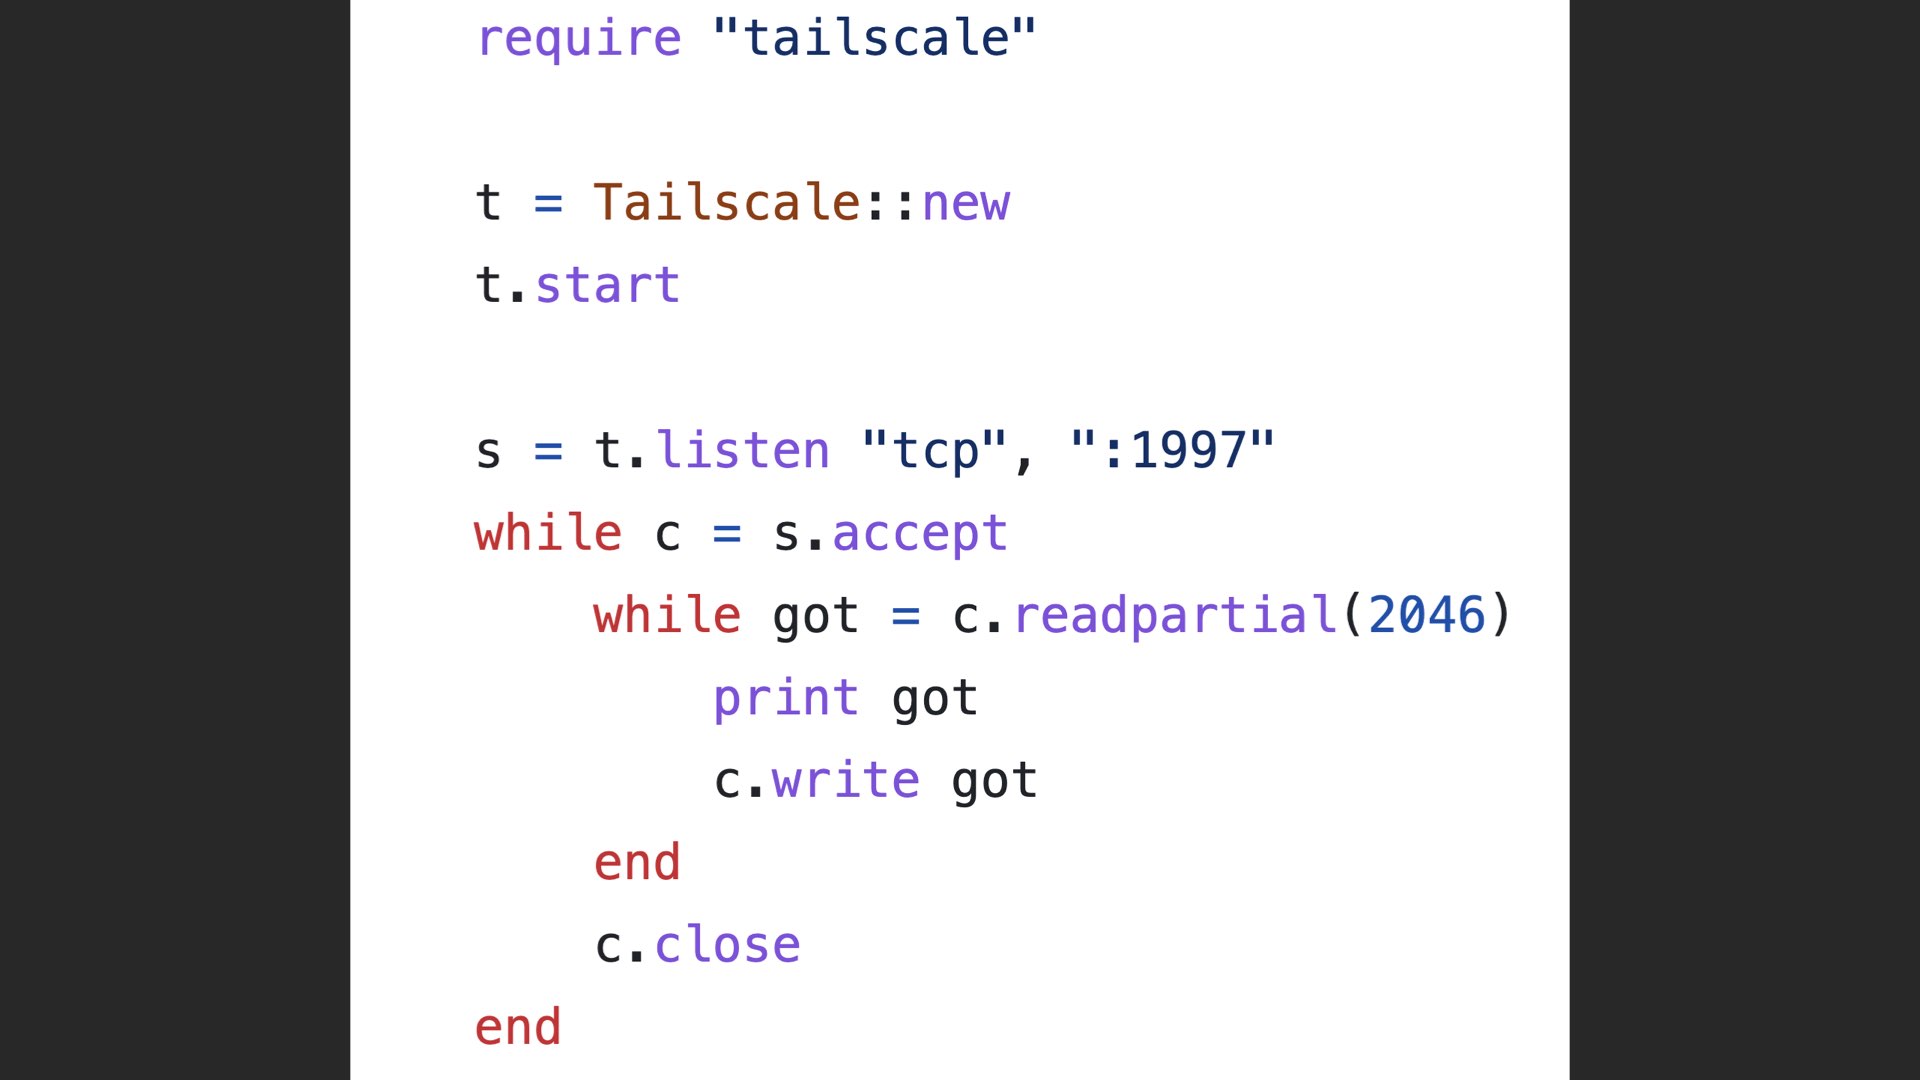 require "tailscale"
t = Tailscale::new
t.start
s = t.listen "tcp", ":1997"
while c = s.accept
    while got = c.readpartial(2046)
        print got
        c.write got
    end
    c.close
end